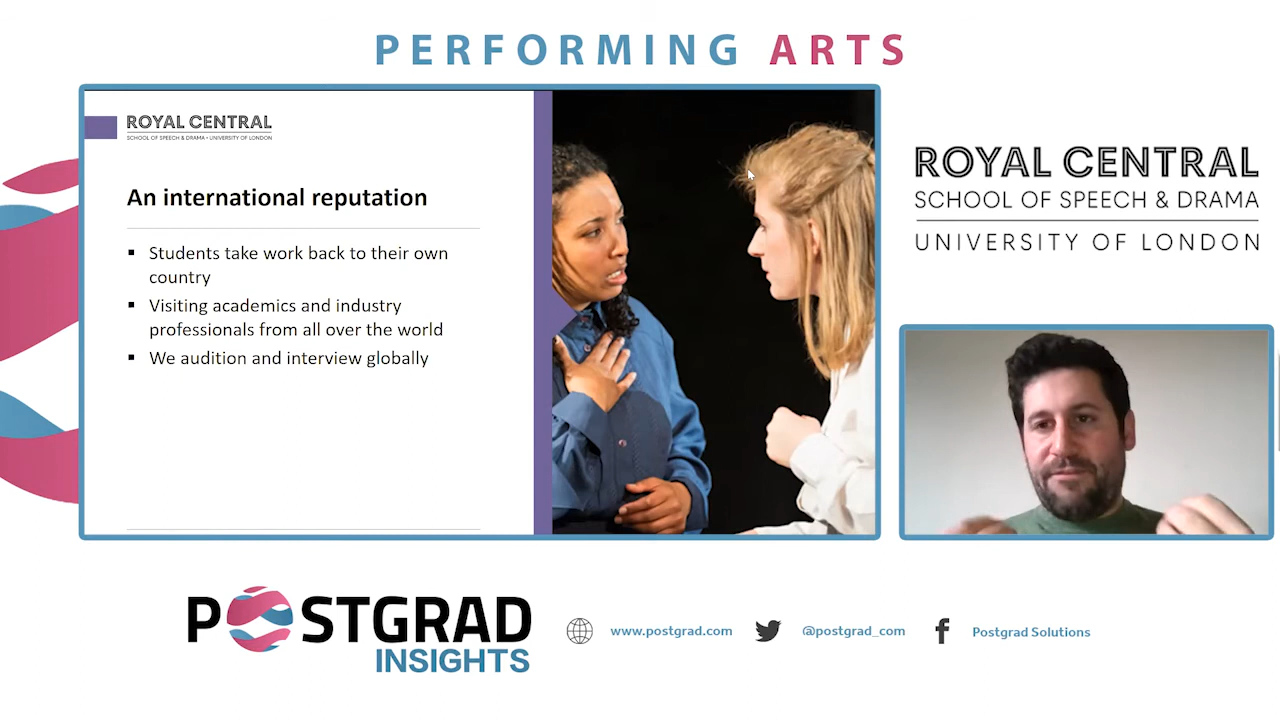 PERFORMING ARTS
ROYAL CENTRAL
SCHOOL OF SPEECH & DRAMA • UNIVERSITY OF LONDON
An international reputation
▪ Students take work back to their own
country
▪ Visiting academics and industry
professionals from all over the world
▪ We audition and interview globally
ROYAL CENTRAL
SCHOOL OF SPEECH & DRAMA
UNIVERSITY OF LONDON
POSTGRAD
INSIGHTS
www.postgrad.com
@postgrad_com
Postgrad Solutions